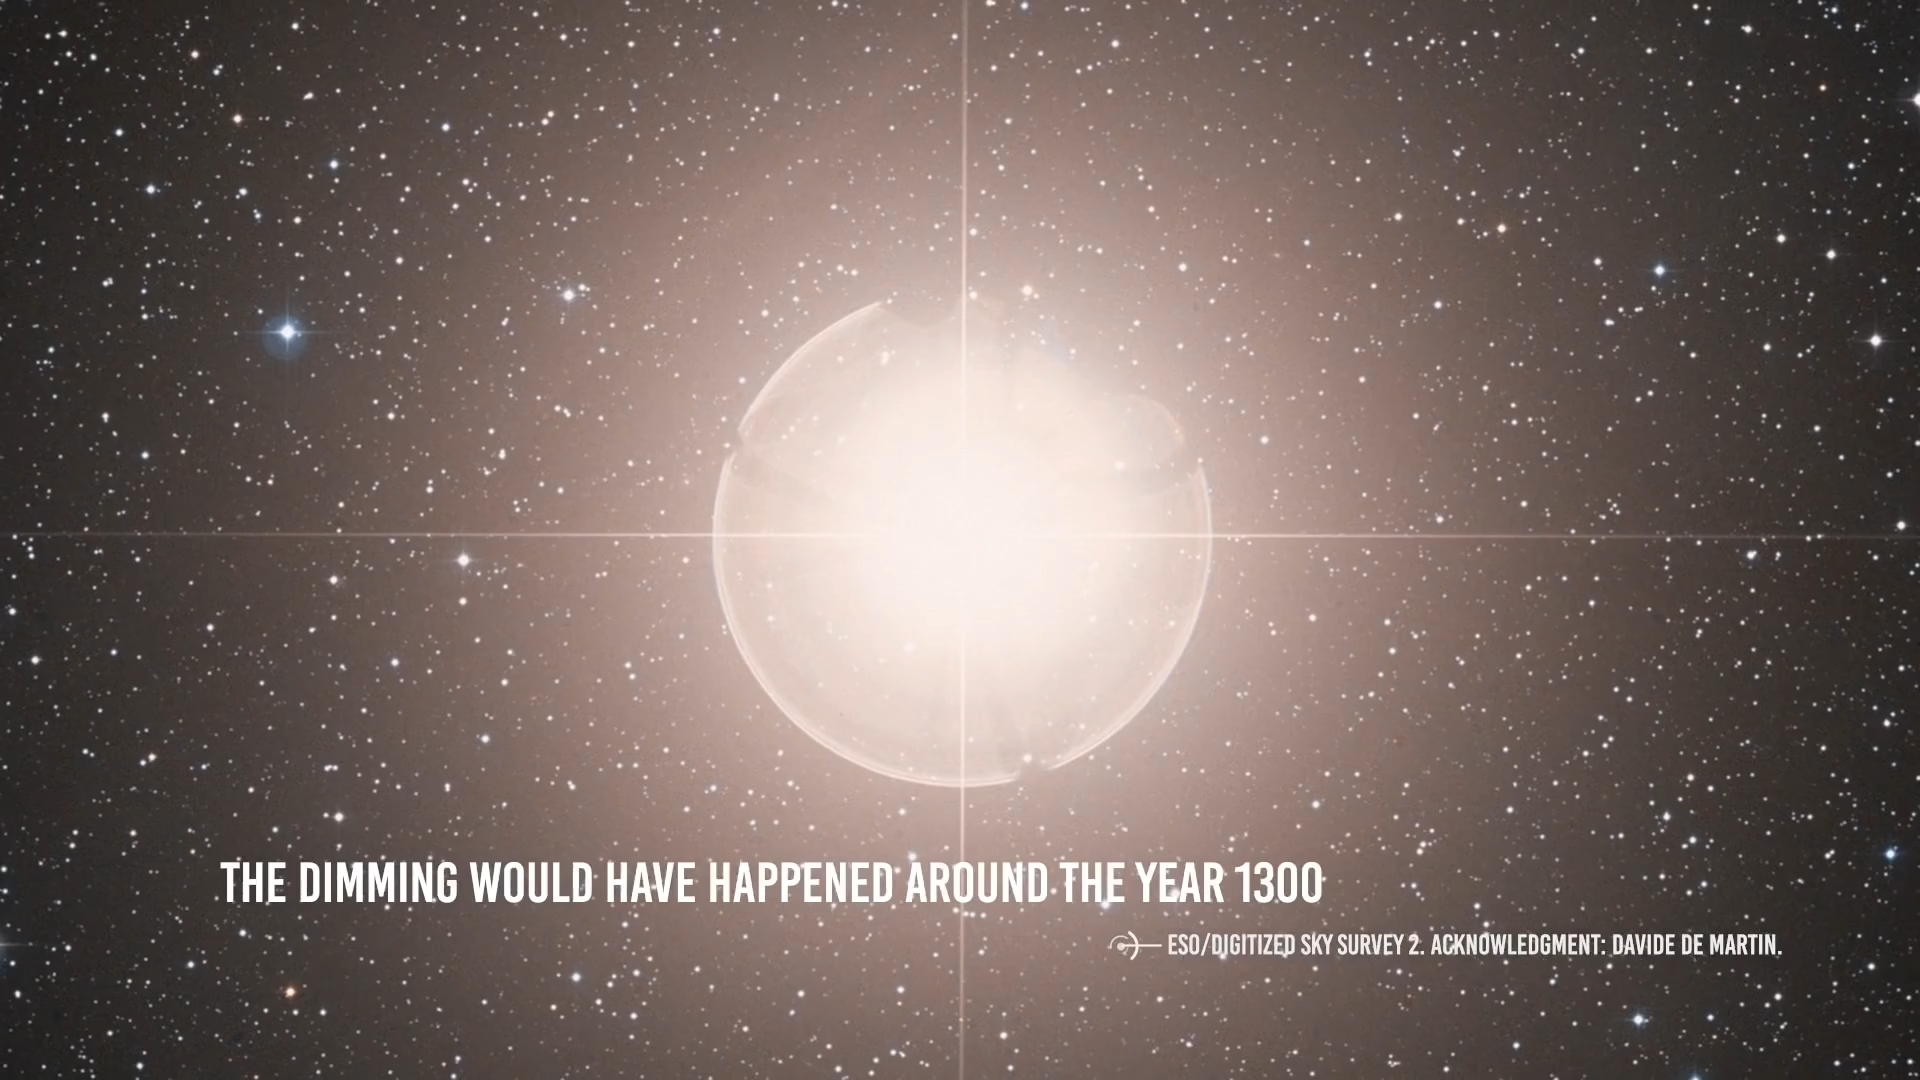 THE DIMMING WOULD HAVE HAPPENED AROUND THE YEAR 1300
ESO/DIGITIZED SKY SURVEY 2. ACKNOWLEDGMENT: DAVIDE DE MARTIN.